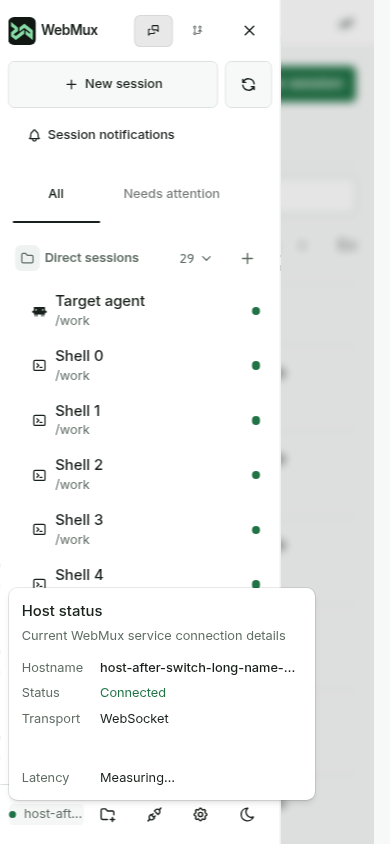 WebMux
New session
Session notifications
All
Needs attention
Direct sessions
29
Target agent
/work
Shell 0
/work
Shell 1
/work
Shell 2
/work
Shell 3
/work
Shell 4
Host status
Current WebMux service connection details
Hostname host-after-switch-long-name-...
Status Connected
Transport WebSocket
Latency Measuring...
host-aft...